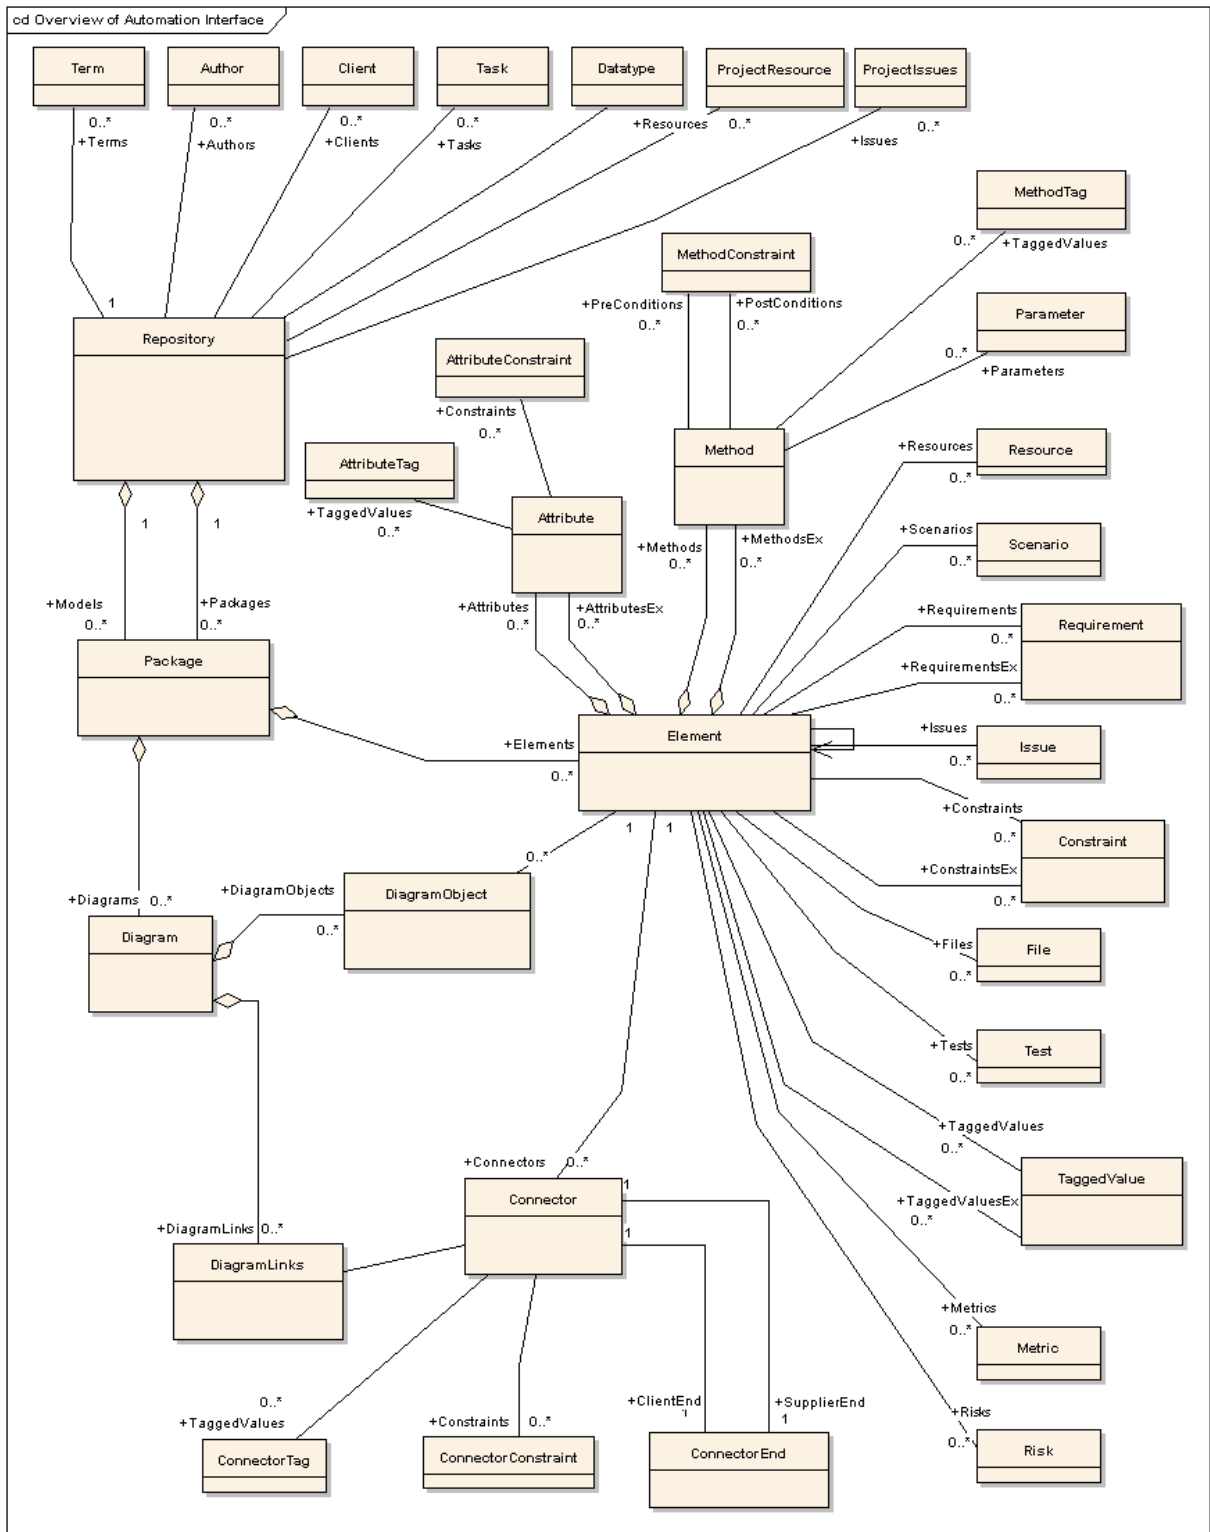 cd Overview of Automation Interface
Term
Author
Client
Task
Datatype
ProjectResource
ProjectIssues
0..*
+Terms
0..*
+Authors
0..*
+Clients
0..*
+Tasks
+Resources
0..*
0..*
+Issues
MethodTag
0..*
+TaggedValues
MethodConstraint
+PreConditions
0..*
+PostConditions
0..*
Parameter
0..*
+Parameters
1
Repository
AttributeConstraint
+Constraints
0..*
AttributeTag
+TaggedValues
0..*
Method
+Resources
0..*
Resource
Attribute
1
1
+Methods
0..*
+MethodsEx
0..*
+Scenarios
0..*
Scenario
+Models
0..*
+Packages
0..*
+Attributes
0..*
+AttributesEx
0..*
+Requirements
0..*
Requirement
+RequirementsEx
0..*
Package
+Elements
0..*
Element
+Issues
0..*
Issue
+Constraints
0..*
Constraint
+ConstraintsEx
0..*
1
1
0..*
+Diagrams
0..*
+DiagramObjects
0..*
DiagramObject
Diagram
+Files
0..*
File
+Tests
0..*
Test
+TaggedValues
0..*
+Connectors
0..*
TaggedValue
+TaggedValuesEx
0..*
Connector
1
1
+DiagramLinks
0..*
DiagramLinks
+Metrics
0..*
Metric
0..*
+TaggedValues
+Constraints
0..*
+ClientEnd
1
+SupplierEnd
1
+Risks
0..*
ConnectorTag
ConnectorConstraint
ConnectorEnd
Risk